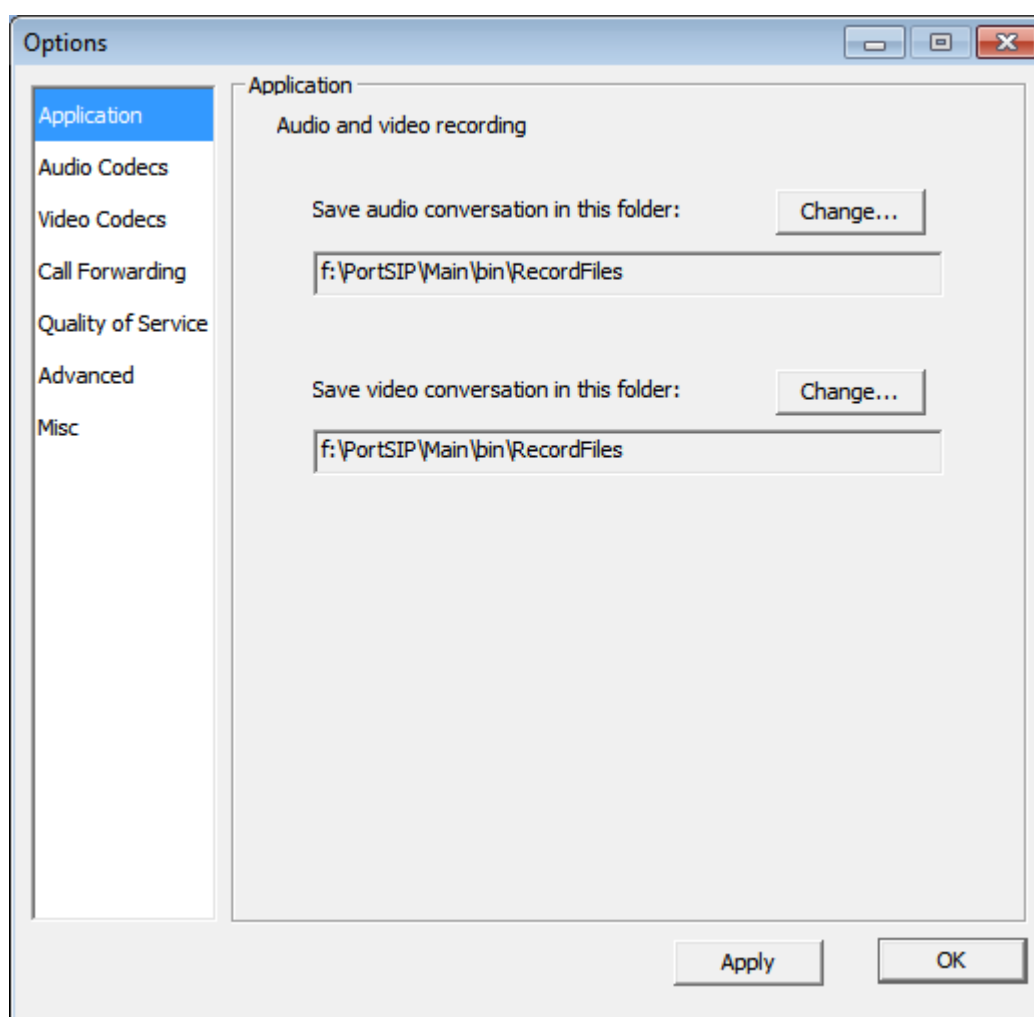 Options
Application
Audio Codecs
Video Codecs
Call Forwarding
Quality of Service
Advanced
Misc
Application
Audio and video recording
Save audio conversation in this folder:
Change...
f:\PortSIP\Main\bin\RecordFiles
Save video conversation in this folder:
Change...
f:\PortSIP\Main\bin\RecordFiles
Apply
OK